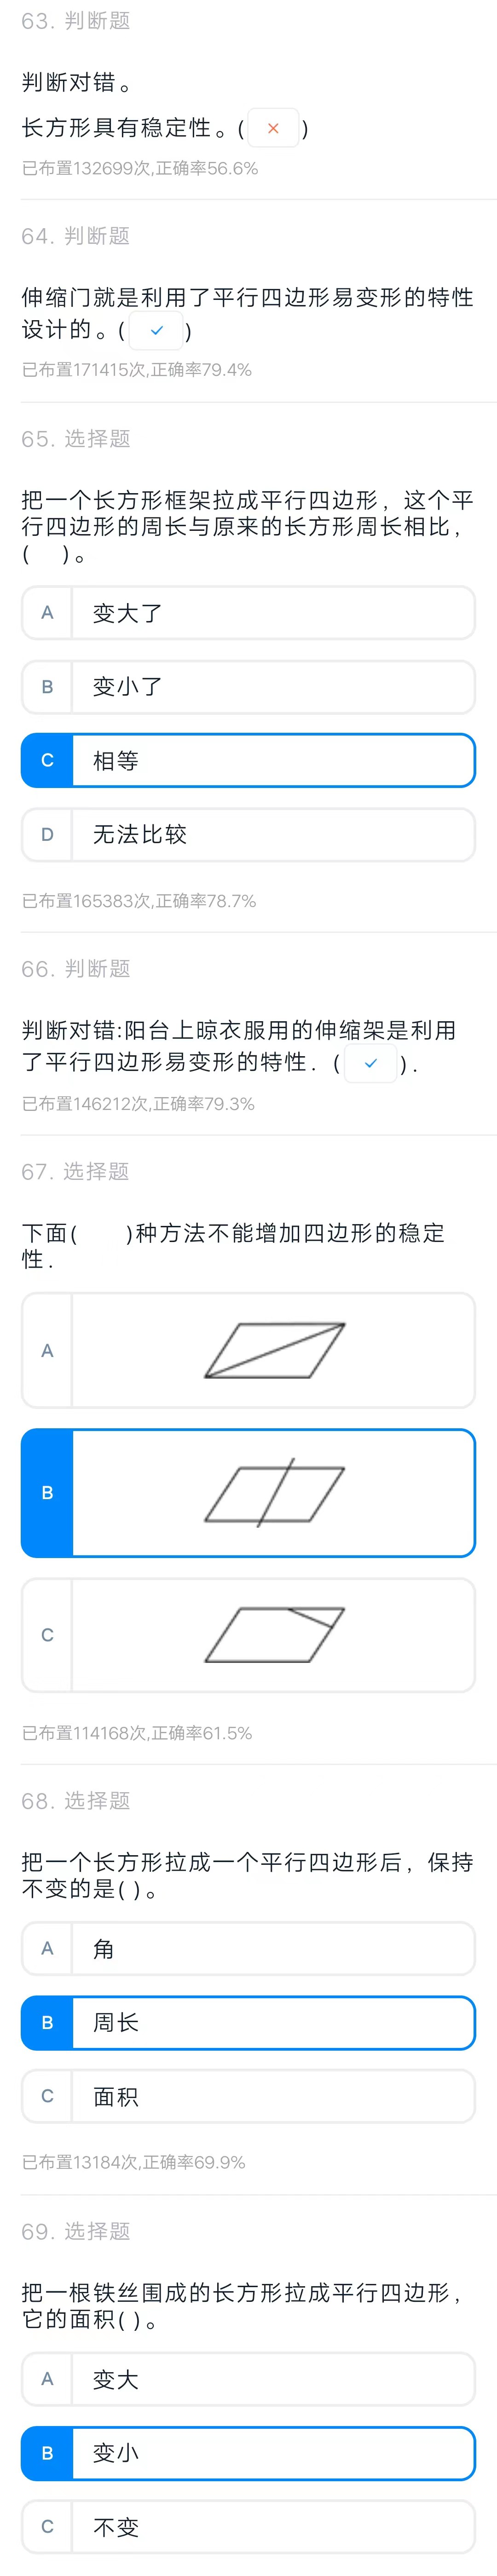 63. 判断题
判断对错。
长方形具有稳定性。( × )
已布置132699次,正确率56.6%
64. 判断题
伸缩门就是利用了平行四边形易变形的特性
设计的。( ✓ )
已布置171415次,正确率79.4%
65. 选择题
把一个长方形框架拉成平行四边形，这个平
行四边形的周长与原来的长方形周长相比，
( )。
A 变大了
B 变小了
C 相等
D 无法比较
已布置165383次,正确率78.7%
66. 判断题
判断对错:阳台上晾衣服用的伸缩架是利用
了平行四边形易变形的特性. ( ✓ ) .
已布置146212次,正确率79.3%
67. 选择题
下面( )种方法不能增加四边形的稳定
性.
A
B
C
已布置114168次,正确率61.5%
68. 选择题
把一个长方形拉成一个平行四边形后，保持
不变的是( )。
A 角
B 周长
C 面积
已布置13184次,正确率69.9%
69. 选择题
把一根铁丝围成的长方形拉成平行四边形，
它的面积( )。
A 变大
B 变小
C 不变